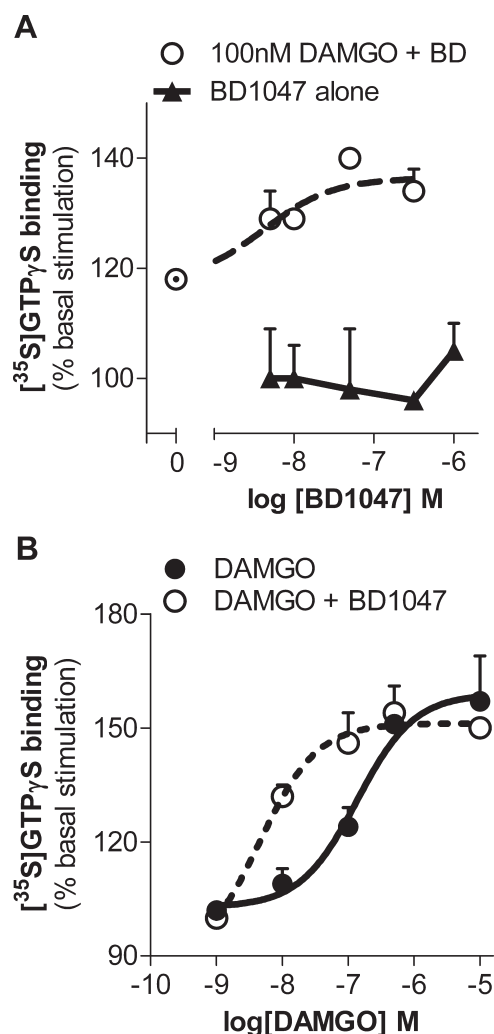 A
100nM DAMGO + BD
BD1047 alone
[³⁵S]GTPγS binding
(% basal stimulation)
140
120
100
0 -9 -8 -7 -6
log [BD1047] M
B
DAMGO
DAMGO + BD1047
[³⁵S]GTPγS binding
(% basal stimulation)
180
150
120
90
-10 -9 -8 -7 -6 -5
log[DAMGO] M